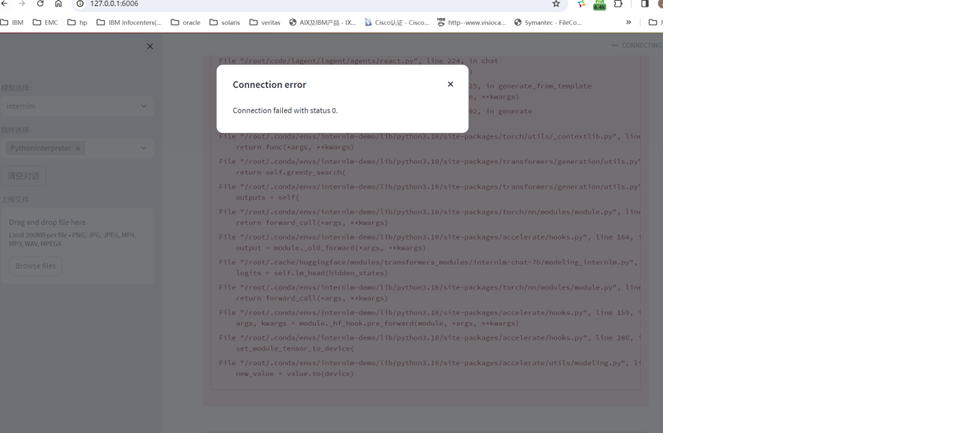 127.0.0.1:6006
IBM
EMC
hp
IBM infocenters(...
oracle
solaris
veritas
AIX及IBM产品 - IX...
Cisco认证 - Cisco...
http--www.visioca...
Symantec - FileCo...
»
CONNECTING
模型选择:
internlm
插件选择:
PythonInterpreter
清空对话
上传文件
Drag and drop file here
Limit 200MB per file • PNG, JPG, JPEG, MP4, MP3, WAV, MPEG4
Browse files
File "/root/code/lagent/lagent/agents/react.py", line 224, in chat
Connection error
Connection failed with status 0.
in generate_from_template
n, **kwargs)
in generate
File "/root/.conda/envs/internlm-demo/lib/python3.10/site-packages/torch/utils/_contextlib.py", line
return func(*args, **kwargs)
File "/root/.conda/envs/internlm-demo/lib/python3.10/site-packages/transformers/generation/utils.py"
return self.greedy_search(
File "/root/.conda/envs/internlm-demo/lib/python3.10/site-packages/transformers/generation/utils.py"
outputs = self(
File "/root/.conda/envs/internlm-demo/lib/python3.10/site-packages/torch/nn/modules/module.py", line
return forward_call(*args, **kwargs)
File "/root/.conda/envs/internlm-demo/lib/python3.10/site-packages/accelerate/hooks.py", line 164, i
output = module._old_forward(*args, **kwargs)
File "/root/.cache/huggingface/modules/transformers_modules/internlm-chat-7b/modeling_internlm.py",
logits = self.lm_head(hidden_states)
File "/root/.conda/envs/internlm-demo/lib/python3.10/site-packages/torch/nn/modules/module.py", line
return forward_call(*args, **kwargs)
File "/root/.conda/envs/internlm-demo/lib/python3.10/site-packages/accelerate/hooks.py", line 159, i
args, kwargs = module._hf_hook.pre_forward(module, *args, **kwargs)
File "/root/.conda/envs/internlm-demo/lib/python3.10/site-packages/accelerate/hooks.py", line
set_module_tensor_to_device(
File "/root/.conda/envs/internlm-demo/lib/python3.10/site-packages/accelerate/utils/modeling.py", li
new_value = value.to(device)